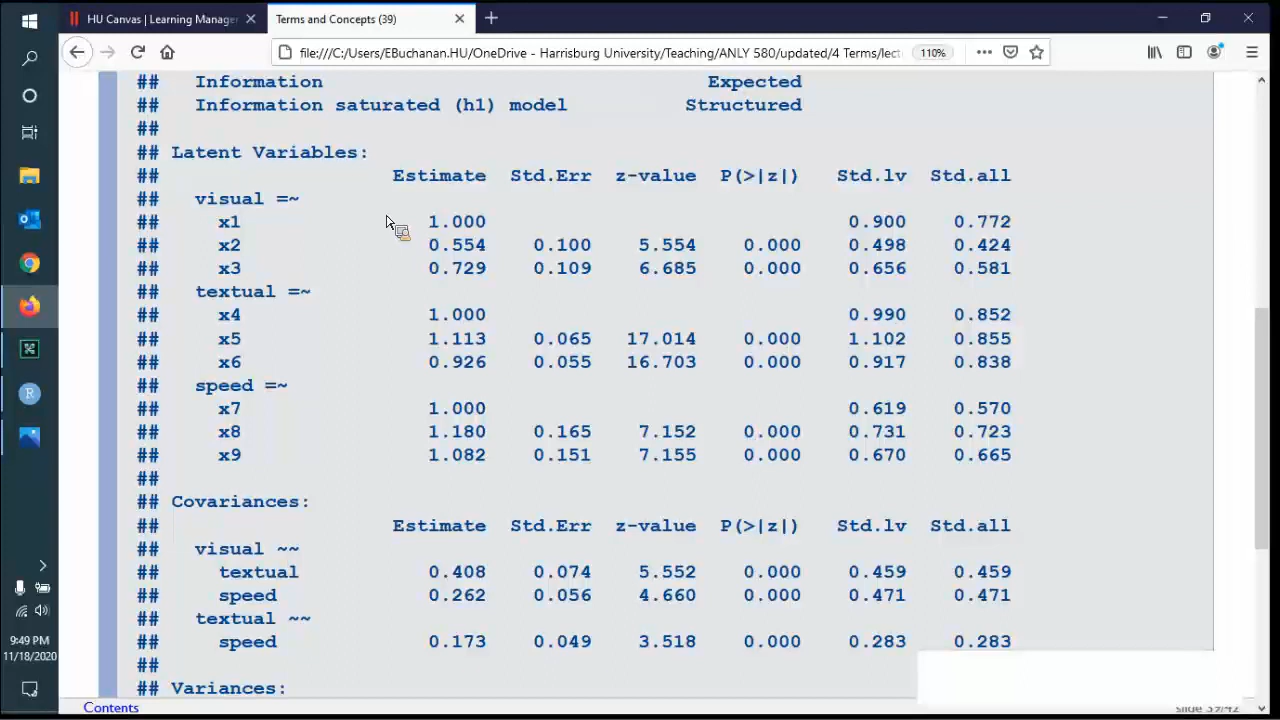 HU Canvas | Learning Manage
Terms and Concepts (39)
file:///C:/Users/EBuchanan.HU/OneDrive - Harrisburg University/Teaching/ANLY 580/updated/4 Terms/lect
110%
## Information Expected
## Information saturated (h1) model Structured
##
## Latent Variables:
## Estimate Std.Err z-value P(>|z|) Std.lv Std.all
## visual =~
## x1 1.000 0.900 0.772
## x2 0.554 0.100 5.554 0.000 0.498 0.424
## x3 0.729 0.109 6.685 0.000 0.656 0.581
## textual =~
## x4 1.000 0.990 0.852
## x5 1.113 0.065 17.014 0.000 1.102 0.855
## x6 0.926 0.055 16.703 0.000 0.917 0.838
## speed =~
## x7 1.000 0.619 0.570
## x8 1.180 0.165 7.152 0.000 0.731 0.723
## x9 1.082 0.151 7.155 0.000 0.670 0.665
##
## Covariances:
## Estimate Std.Err z-value P(>|z|) Std.lv Std.all
## visual ~~
## textual 0.408 0.074 5.552 0.000 0.459 0.459
## speed 0.262 0.056 4.660 0.000 0.471 0.471
## textual ~~
## speed 0.173 0.049 3.518 0.000 0.283 0.283
##
## Variances:
Contents
9:49 PM
11/18/2020